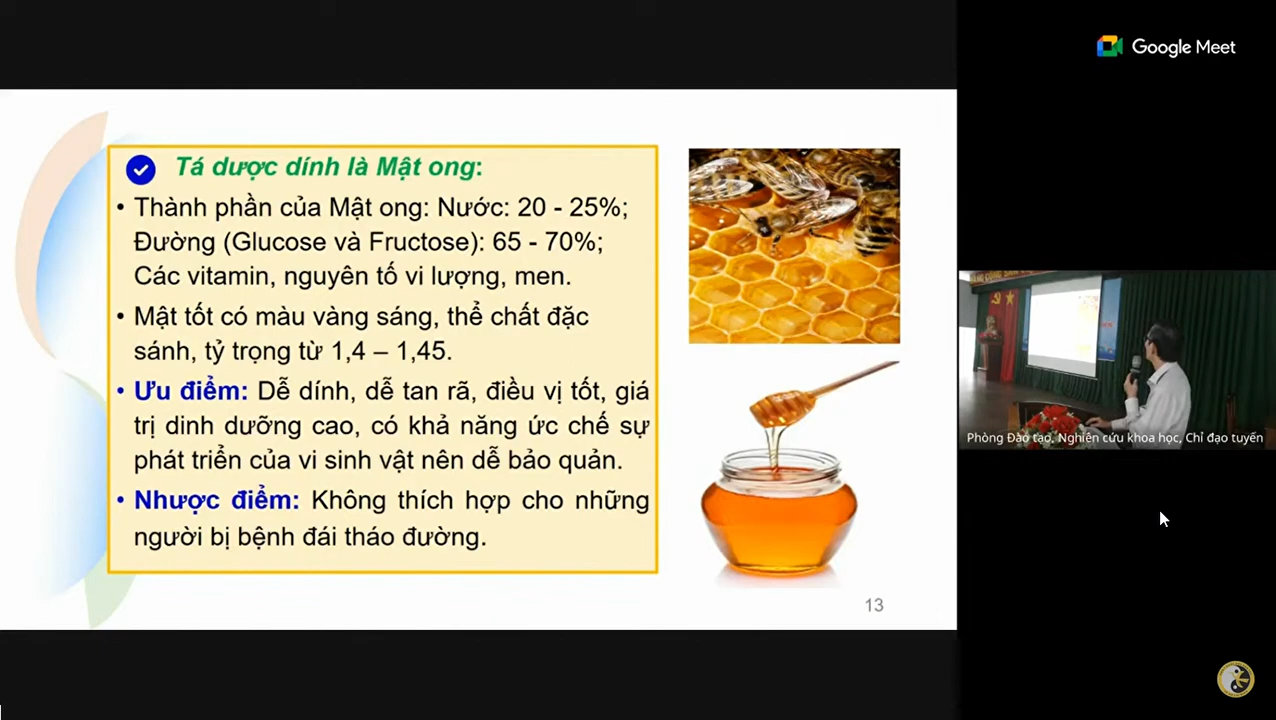 Google Meet
Tá dược dính là Mật ong:
• Thành phần của Mật ong: Nước: 20 - 25%;
Đường (Glucose và Fructose): 65 - 70%;
Các vitamin, nguyên tố vi lượng, men.
• Mật tốt có màu vàng sáng, thể chất đặc
sánh, tỷ trọng từ 1,4 – 1,45.
• Ưu điểm: Dễ dính, dễ tan rã, điều vị tốt, giá
trị dinh dưỡng cao, có khả năng ức chế sự
phát triển của vi sinh vật nên dễ bảo quản.
• Nhược điểm: Không thích hợp cho những
người bị bệnh đái tháo đường.
13
Phòng Đào tạo, Nghiên cứu khoa học, Chỉ đạo tuyến